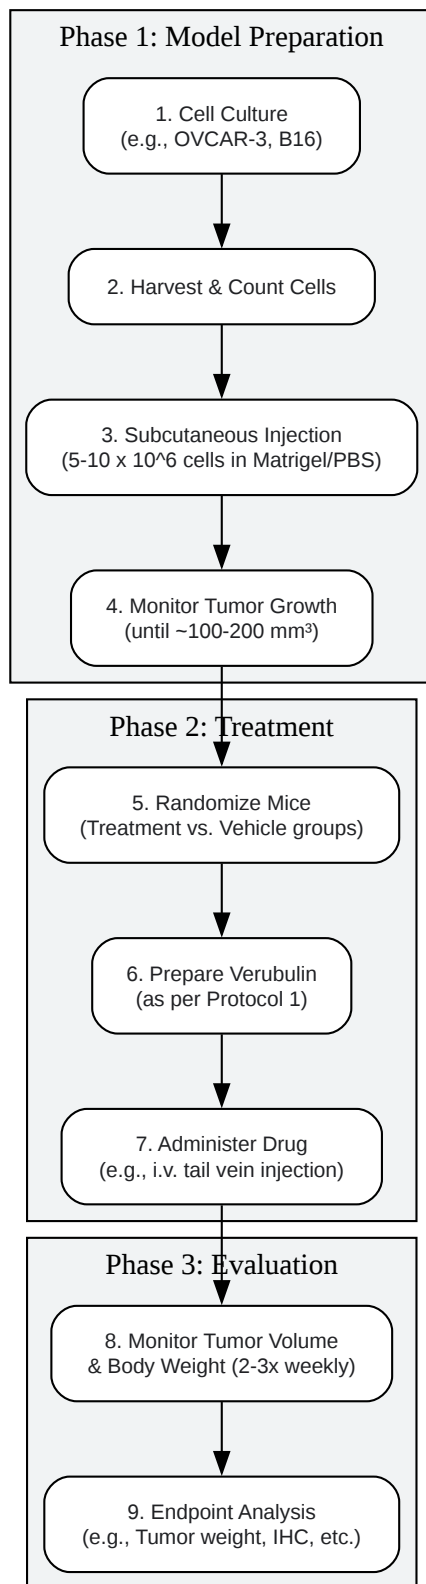 Phase 1: Model Preparation
1. Cell Culture
(e.g., OVCAR-3, B16)
2. Harvest & Count Cells
3. Subcutaneous Injection
(5-10 x 10^6 cells in Matrigel/PBS)
4. Monitor Tumor Growth
(until ~100-200 mm³)
Phase 2: Treatment
5. Randomize Mice
(Treatment vs. Vehicle groups)
6. Prepare Verubulin
(as per Protocol 1)
7. Administer Drug
(e.g., i.v. tail vein injection)
Phase 3: Evaluation
8. Monitor Tumor Volume
& Body Weight (2-3x weekly)
9. Endpoint Analysis
(e.g., Tumor weight, IHC, etc.)